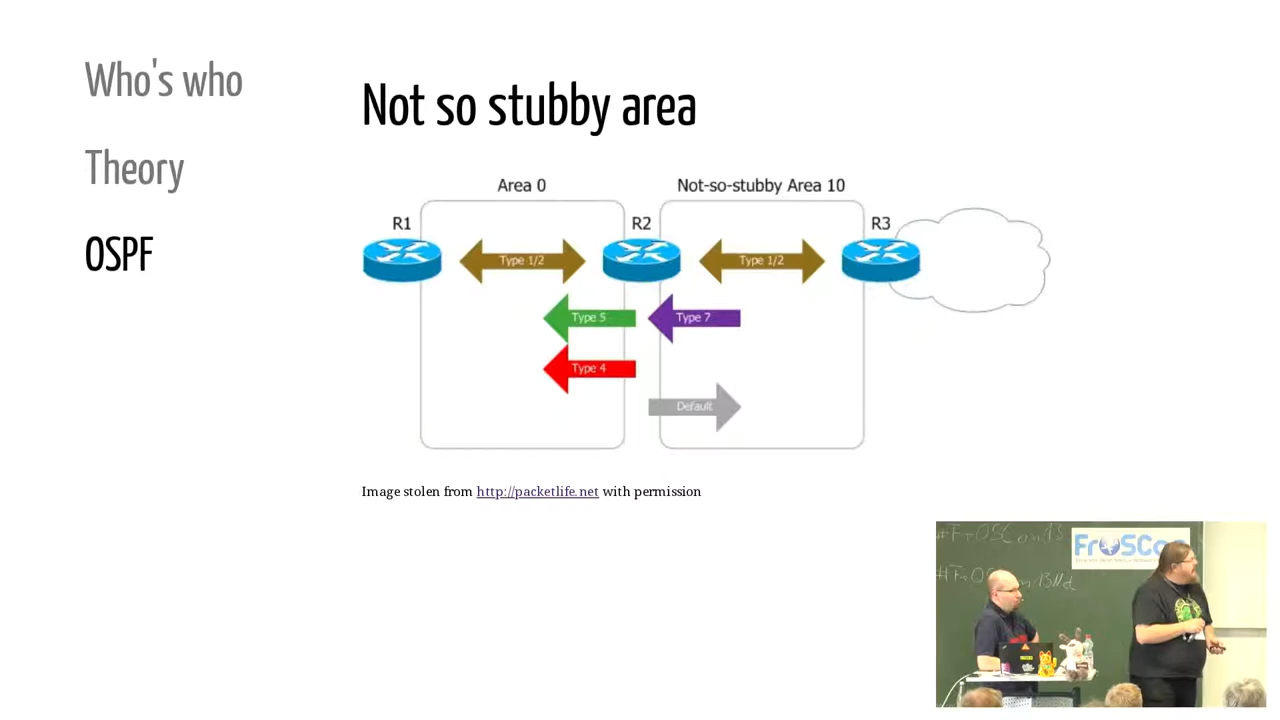 Who's who
Theory
OSPF
Not so stubby area
Area 0
Not-so-stubby Area 10
R1
R2
R3
Type 1/2
Type 1/2
Type 5
Type 7
Type 4
Default
Image stolen from http://packetlife.net with permission
FrOSCon